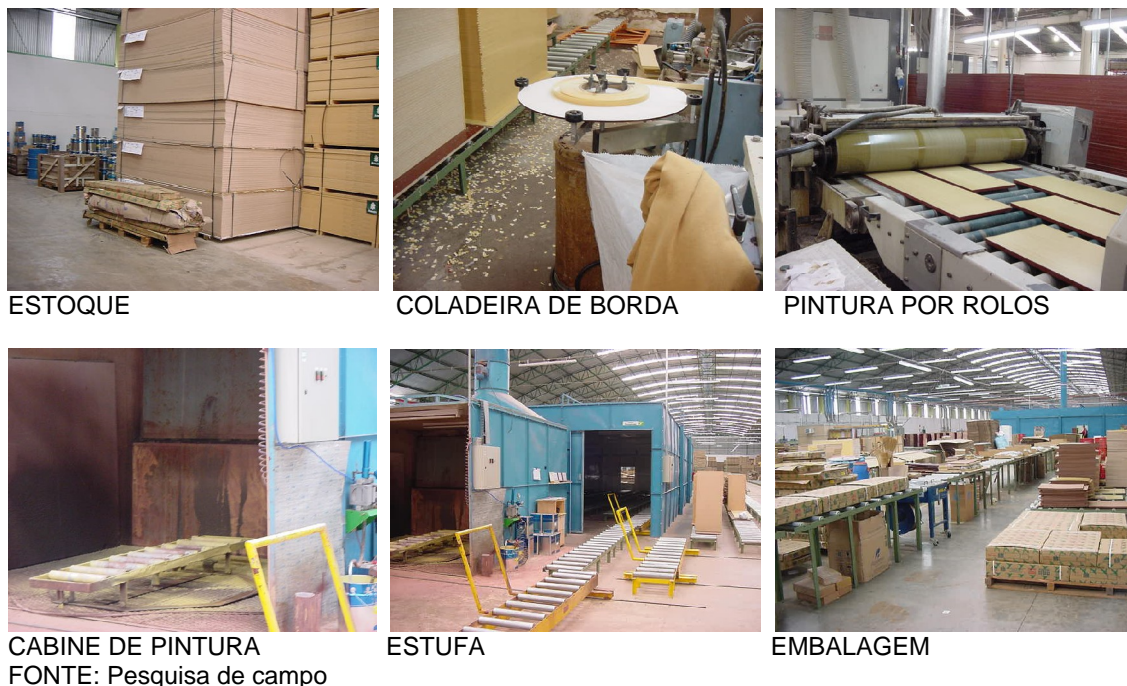 ESTOQUE
COLADEIRA DE BORDA
PINTURA POR ROLOS
CABINE DE PINTURA
ESTUFA
EMBALAGEM
FONTE: Pesquisa de campo